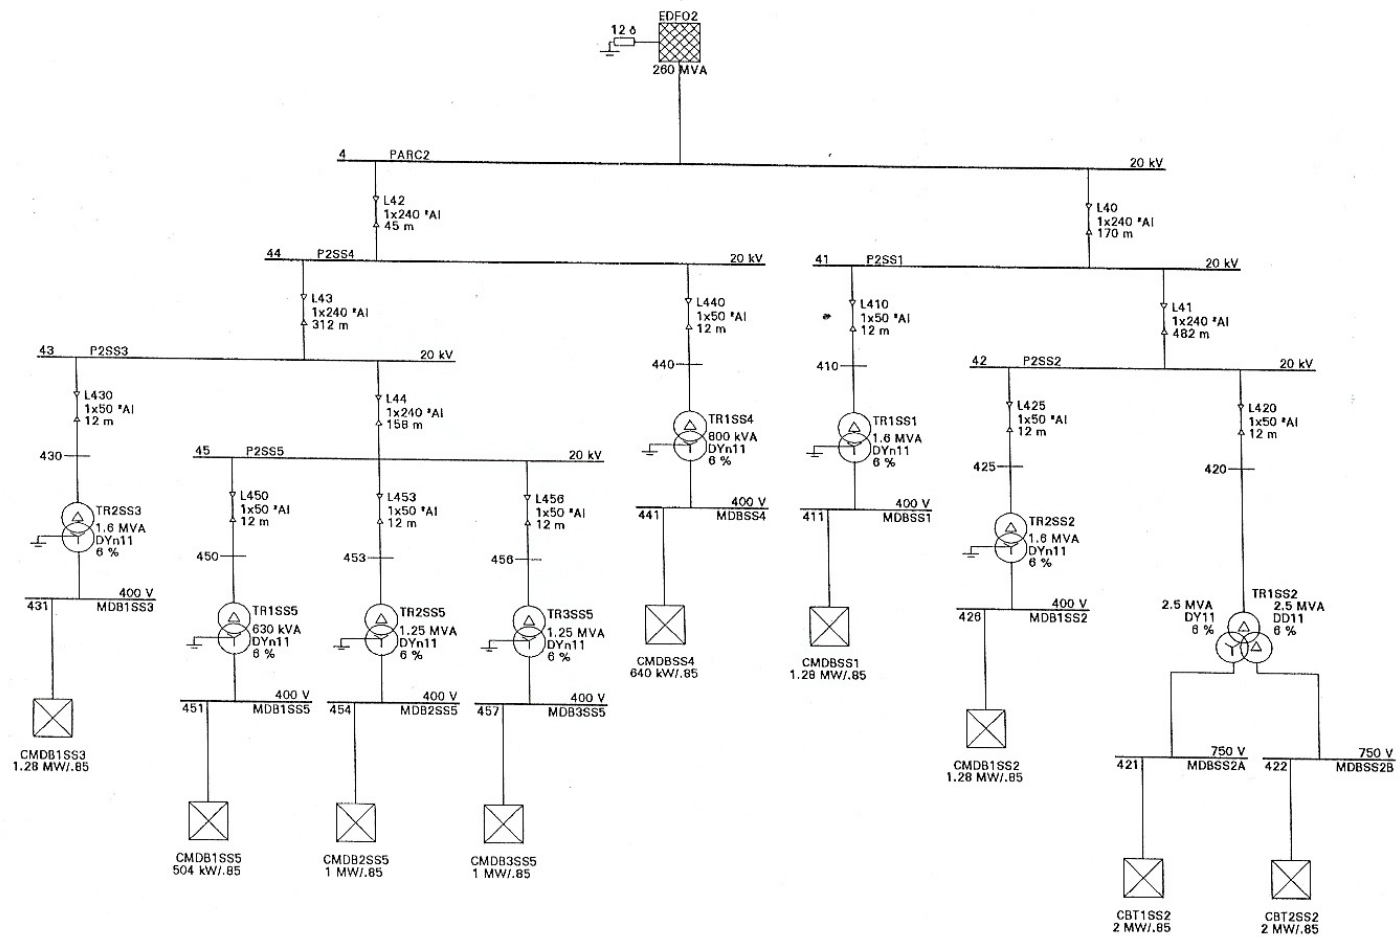 EDF02
12 δ
260 MVA
4 PARC2 20 kV
L42
1x240 ²Al
45 m
L40
1x240 ²Al
170 m
44 P2SS4 20 kV
41 P2SS1 20 kV
L43
1x240 ²Al
312 m
L440
1x50 ²Al
12 m
L410
1x50 ²Al
12 m
L41
1x240 ²Al
482 m
43 P2SS3 20 kV
42 P2SS2 20 kV
440
410
L430
1x50 ²Al
12 m
L44
1x240 ²Al
158 m
L425
1x50 ²Al
12 m
L420
1x50 ²Al
12 m
TR1SS4
800 kVA
DYn11
6 %
TR1SS1
1.6 MVA
DYn11
6 %
430
45 P2SS5 20 kV
425
420
L450
1x50 ²Al
12 m
L453
1x50 ²Al
12 m
L456
1x50 ²Al
12 m
441 400 V
MDBSS4
411 400 V
MDBSS1
TR2SS3
1.6 MVA
DYn11
6 %
TR2SS2
1.6 MVA
DYn11
6 %
450
453
456
431 400 V
MDB1SS3
426 400 V
MDB1SS2
TR1SS5
630 kVA
DYn11
6 %
TR2SS5
1.25 MVA
DYn11
6 %
TR3SS5
1.25 MVA
DYn11
6 %
TR1SS2
2.5 MVA
DY11
6 %
2.5 MVA
DD11
6 %
CMDBSS4
640 kW/.85
CMDBSS1
1.28 MW/.85
451 400 V
MDB1SS5
454 400 V
MDB2SS5
457 400 V
MDB3SS5
CMDB1SS3
1.28 MW/.85
CMDB1SS2
1.28 MW/.85
421 750 V
MDBSS2A
422 750 V
MDBSS2B
CMDB1SS5
504 kW/.85
CMDB2SS5
1 MW/.85
CMDB3SS5
1 MW/.85
CBT1SS2
2 MW/.85
CBT2SS2
2 MW/.85